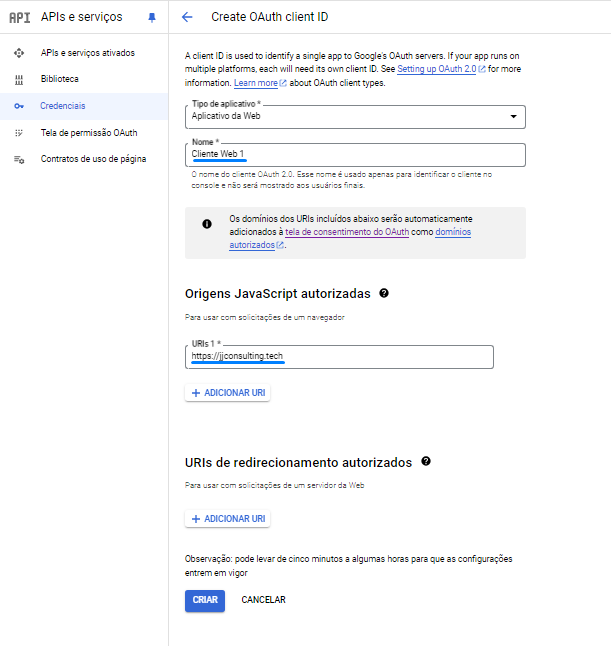 API APIs e serviços
Create OAuth client ID
APIs e serviços ativados
Biblioteca
Credenciais
Tela de permissão OAuth
Contratos de uso de página
A client ID is used to identify a single app to Google's OAuth servers. If your app runs on
multiple platforms, each will need its own client ID. See Setting up OAuth 2.0 for more
information. Learn more about OAuth client types.
Tipo de aplicativo *
Aplicativo da Web
Nome *
Cliente Web 1
O nome do cliente OAuth 2.0. Esse nome é usado apenas para identificar o cliente no
console e não será mostrado aos usuários finais.
Os domínios dos URIs incluídos abaixo serão automaticamente
adicionados à tela de consentimento do OAuth como domínios
autorizados.
Origens JavaScript autorizadas
Para usar com solicitações de um navegador
URIs 1 *
https://jjconsulting.tech
+ ADICIONAR URI
URIs de redirecionamento autorizados
Para usar com solicitações de um servidor da Web
+ ADICIONAR URI
Observação: pode levar de cinco minutos a algumas horas para que as configurações
entrem em vigor
CRIAR CANCELAR